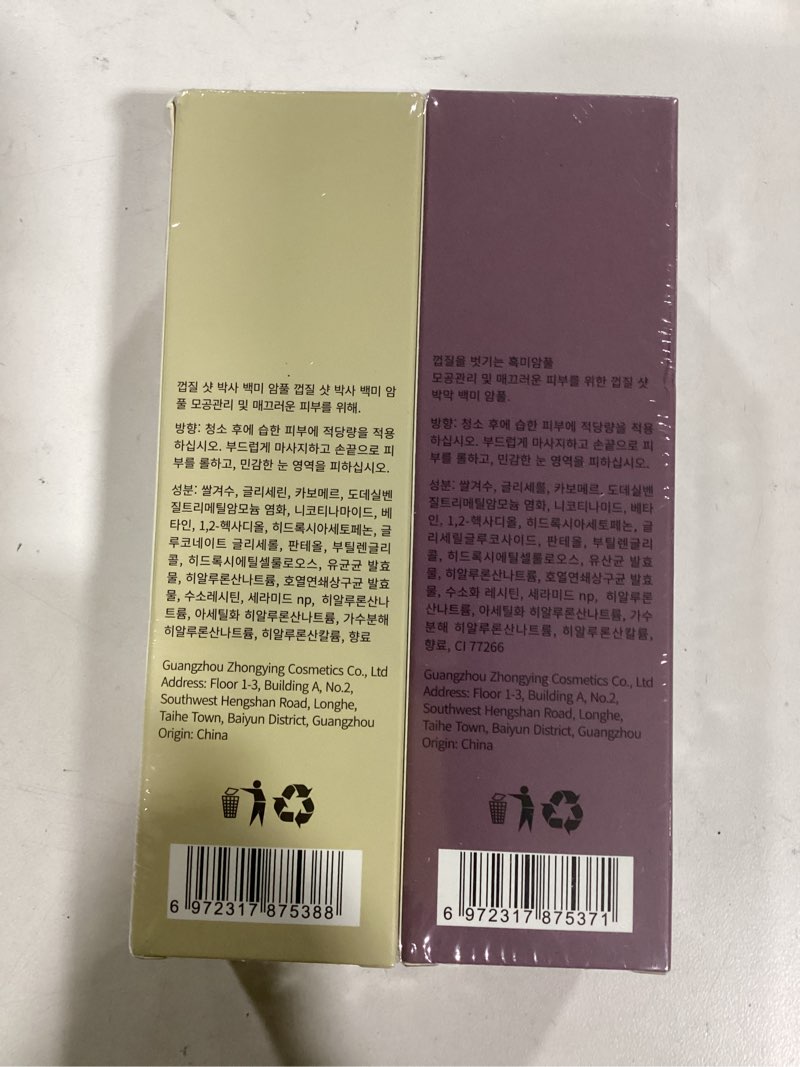 껍질 샷 박사 백미 암풀 껍질 샷 박사 백미 암
풀 모공관리 및 매끄러운 피부를 위해.
방향: 청소 후에 습한 피부에 적당량을 적용
하십시오. 부드럽게 마사지하고 손끝으로 피
부를 롤하고, 민감한 눈 영역을 피하십시오.
성분: 쌀겨수, 글리세린, 카보메르, 도데실벤
질트리메틸암모늄 염화, 니코티나마이드, 베
타인, 1,2-헥사디올, 히드록시아세토페논, 글
루코네이트 글리세롤, 판테올, 부틸렌글리
콜, 히드록시에틸셀룰로오스, 유균균 발효
물, 히알루론산나트륨, 호열연쇄상구균 발효
물, 수소레시틴, 세라미드 np, 히알루론산나
트륨, 아세틸화 히알루론산나트륨, 가수분해
히알루론산나트륨, 히알루론산칼륨, 향료
Guangzhou Zhongying Cosmetics Co., Ltd
Address: Floor 1-3, Building A, No.2,
Southwest Hengshan Road, Longhe,
Taihe Town, Baiyun District, Guangzhou
Origin: China
6 972317 875388
껍질을 벗기는 흑미암풀
모공관리 및 매끄러운 피부를 위한 껍질 샷
박막 백미 암풀.
방향: 청소 후에 습한 피부에 적당량을 적용
하십시오. 부드럽게 마사지하고 손끝으로 피
부를 롤하고, 민감한 눈 영역을 피하십시오.
성분: 쌀겨수, 글리세롤, 카보메르, 도데실밴
질트리메틸암모늄 염화, 니코티나미드, 베타
인, 1,2-헥사디올, 히드록시아세토페논, 글
리세릴글루코사이드, 판테올, 부틸렌글리
콜, 히드록시에틸셀룰로오스, 유산균 발효
물, 히알루론산나트륨, 호열연쇄상구균 발효
물, 수소화 레시틴, 세라미드 np, 히알루론
산나트륨, 아세틸화 히알루론산나트륨, 가수
분해 히알루론산나트륨, 히알루론산칼륨,
향료, CI 77266
Guangzhou Zhongying Cosmetics Co., Ltd
Address: Floor 1-3, Building A, No.2,
Southwest Hengshan Road, Longhe,
Taihe Town, Baiyun District, Guangzhou
Origin: China
6 972317 875371